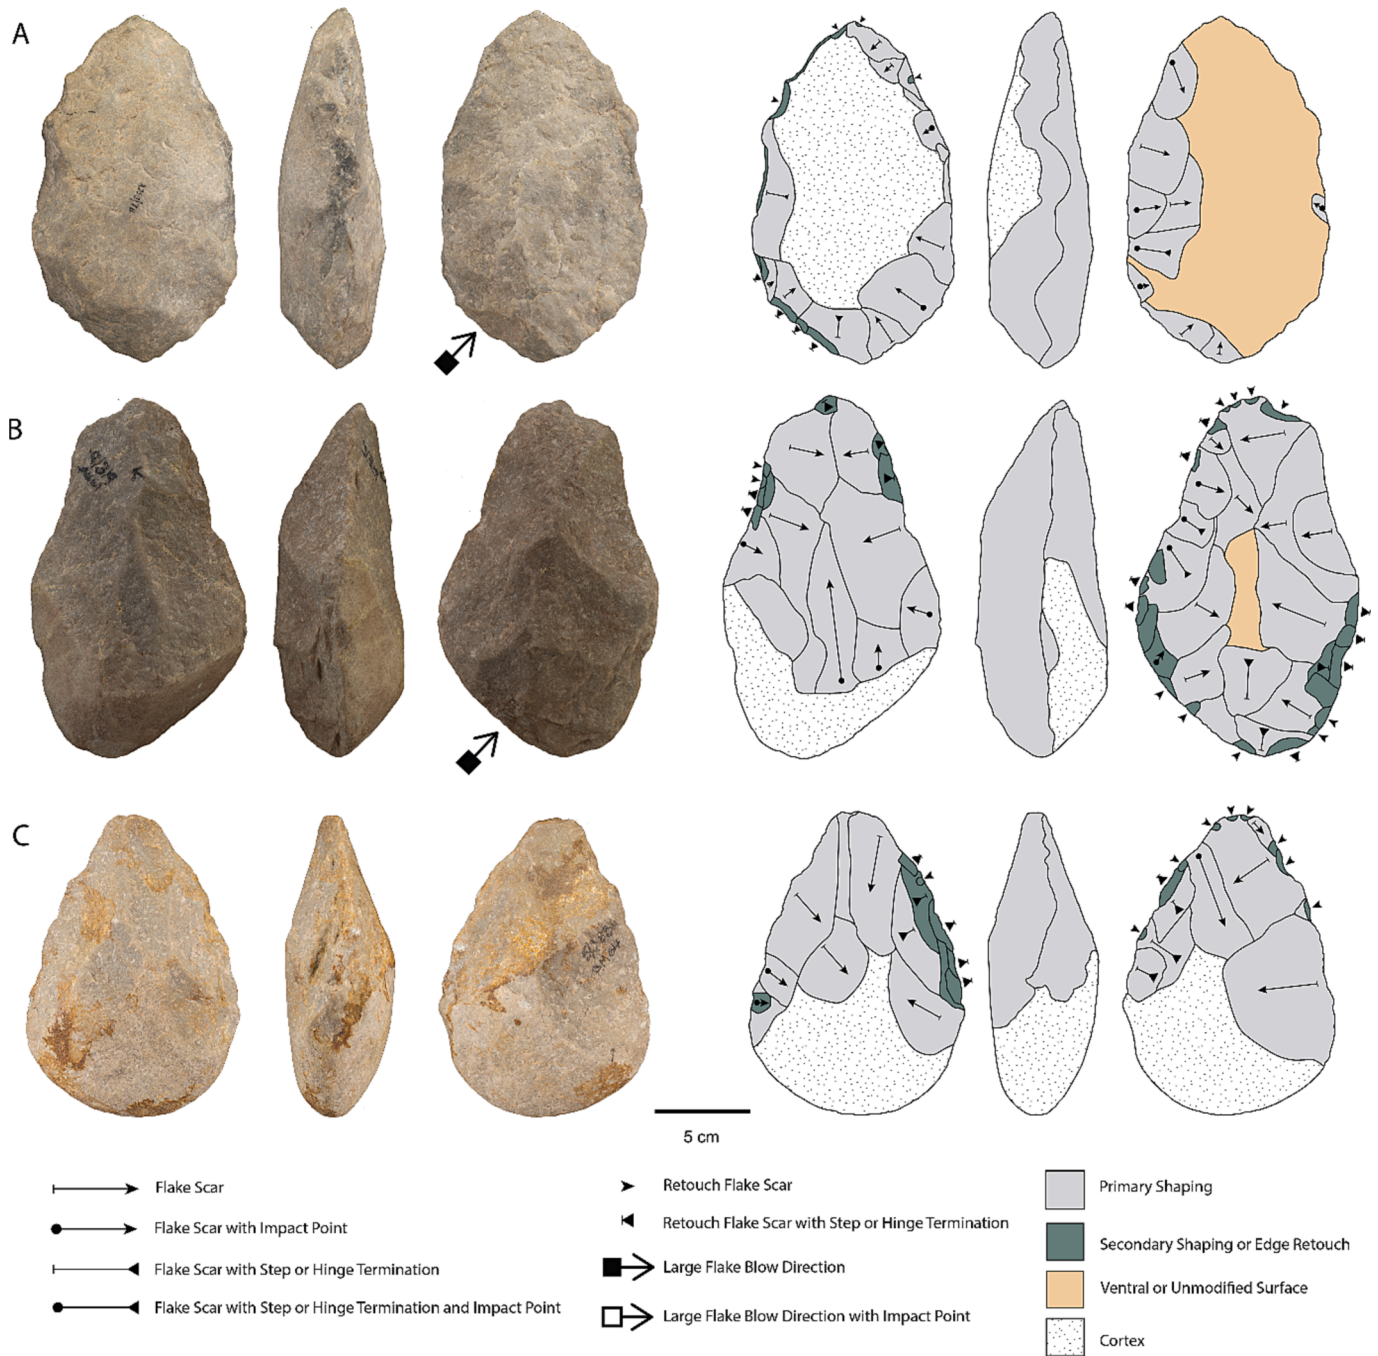 A
B
C
5 cm
Flake Scar
Flake Scar with Impact Point
Flake Scar with Step or Hinge Termination
Flake Scar with Step or Hinge Termination and Impact Point
Retouch Flake Scar
Retouch Flake Scar with Step or Hinge Termination
Large Flake Blow Direction
Large Flake Blow Direction with Impact Point
Primary Shaping
Secondary Shaping or Edge Retouch
Ventral or Unmodified Surface
Cortex